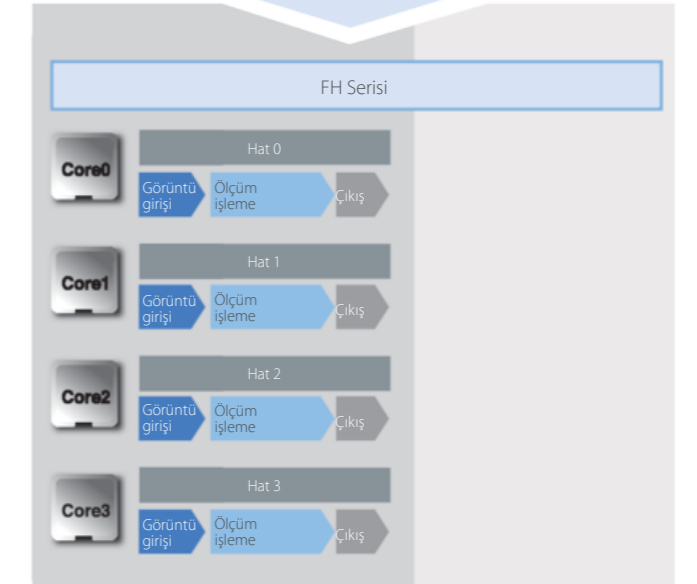 FH Serisi
Core0
Hat 0
Görüntü
girişi
Ölçüm
işleme
Çıkış
Core1
Hat 1
Görüntü
girişi
Ölçüm
işleme
Çıkış
Core2
Hat 2
Görüntü
girişi
Ölçüm
işleme
Çıkış
Core3
Hat 3
Görüntü
girişi
Ölçüm
işleme
Çıkış